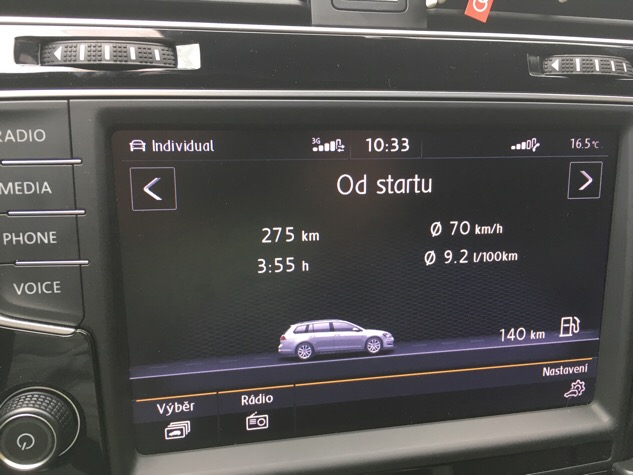 RADIO
MEDIA
PHONE
VOICE
Individual
3G
10:33
16.5°C
Od startu
275 km
Ø 70 km/h
3:55 h
Ø 9.2 l/100km
140 km
Nastavení
Výběr
Rádio